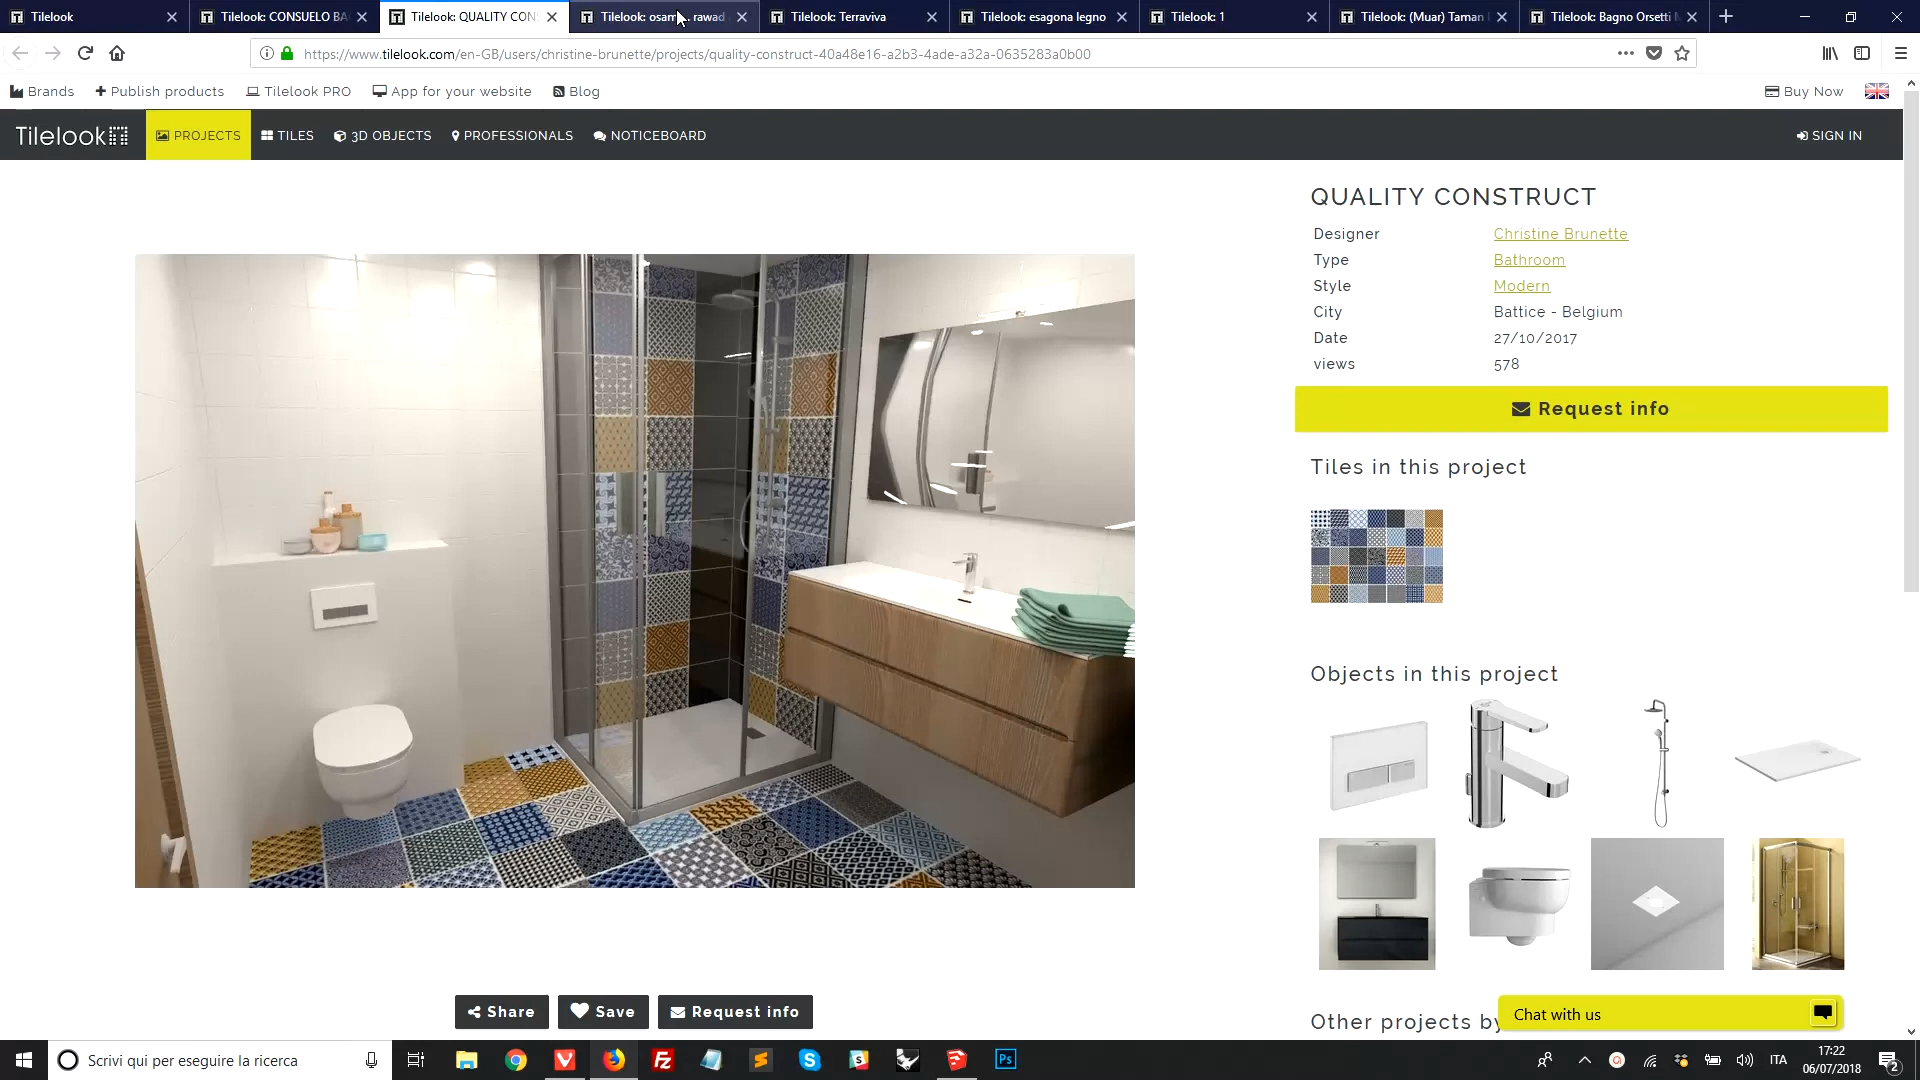 Tilelook
Tilelook: CONSUELO BA
Tilelook: QUALITY CON
Tilelook: osam... rawad
Tilelook: Terraviva
Tilelook: esagona legno
Tilelook: 1
Tilelook: (Muar) Taman
Tilelook: Bagno Orsetti
https://www.tilelook.com/en-GB/users/christine-brunette/projects/quality-construct-40a48e16-a2b3-4ade-a32a-0635283a0b00
Brands
Publish products
Tilelook PRO
App for your website
Blog
Buy Now
Tilelook
PROJECTS
TILES
3D OBJECTS
PROFESSIONALS
NOTICEBOARD
SIGN IN
QUALITY CONSTRUCT
Designer Christine Brunette
Type Bathroom
Style Modern
City Battice - Belgium
Date 27/10/2017
views 578
Request info
Tiles in this project
Objects in this project
Share
Save
Request info
Other projects by
Chat with us
Scrivi qui per eseguire la ricerca
Ps
ITA
17:22
06/07/2018
2